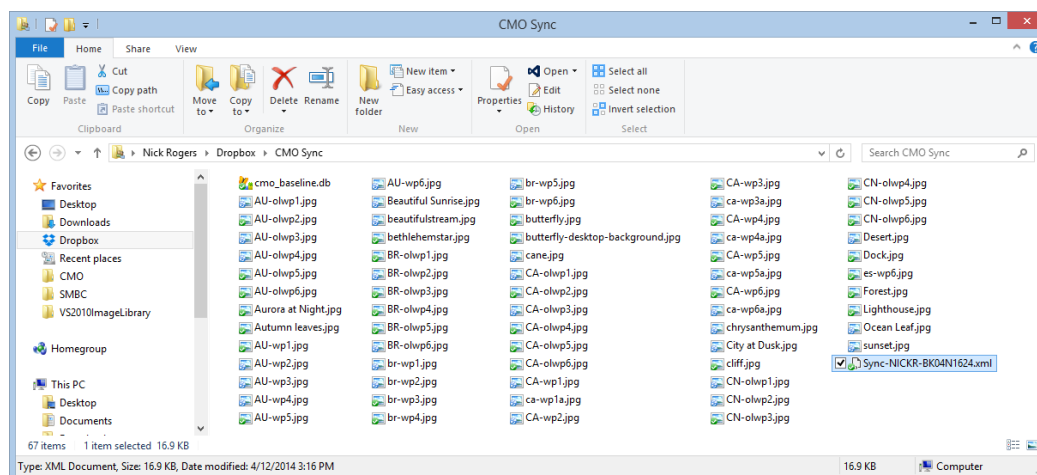 CMO Sync
File Home Share View
Copy
Paste
Cut
Copy path
Paste shortcut
Clipboard
Move to
Copy to
Delete
Rename
Organize
New folder
New item
Easy access
New
Properties
Open
Edit
History
Open
Select all
Select none
Invert selection
Select
Nick Rogers Dropbox CMO Sync
Search CMO Sync
Favorites
Desktop
Downloads
Dropbox
Recent places
CMO
SMBC
VS2010ImageLibrary
Homegroup
This PC
Desktop
Documents
cmo_baseline.db
AU-olwp1.jpg
AU-olwp2.jpg
AU-olwp3.jpg
AU-olwp4.jpg
AU-olwp5.jpg
AU-olwp6.jpg
Aurora at Night.jpg
Autumn leaves.jpg
AU-wp1.jpg
AU-wp2.jpg
AU-wp3.jpg
AU-wp4.jpg
AU-wp5.jpg
AU-wp6.jpg
Beautiful Sunrise.jpg
beautifulstream.jpg
bethlehemstar.jpg
BR-olwp1.jpg
BR-olwp2.jpg
BR-olwp3.jpg
BR-olwp4.jpg
BR-olwp5.jpg
BR-olwp6.jpg
br-wp1.jpg
br-wp2.jpg
br-wp3.jpg
br-wp4.jpg
br-wp5.jpg
br-wp6.jpg
butterfly.jpg
butterfly-desktop-background.jpg
cane.jpg
CA-olwp1.jpg
CA-olwp2.jpg
CA-olwp3.jpg
CA-olwp4.jpg
CA-olwp5.jpg
CA-olwp6.jpg
CA-wp1.jpg
ca-wp1a.jpg
CA-wp2.jpg
CA-wp3.jpg
ca-wp3a.jpg
CA-wp4.jpg
ca-wp4a.jpg
CA-wp5.jpg
ca-wp5a.jpg
CA-wp6.jpg
ca-wp6a.jpg
chrysanthemum.jpg
City at Dusk.jpg
cliff.jpg
CN-olwp1.jpg
CN-olwp2.jpg
CN-olwp3.jpg
CN-olwp4.jpg
CN-olwp5.jpg
CN-olwp6.jpg
Desert.jpg
Dock.jpg
es-wp6.jpg
Forest.jpg
Lighthouse.jpg
Ocean Leaf.jpg
sunset.jpg
Sync-NICKR-BK04N1624.xml
67 items 1 item selected 16.9 KB
Type: XML Document, Size: 16.9 KB, Date modified: 4/12/2014 3:16 PM
16.9 KB
Computer